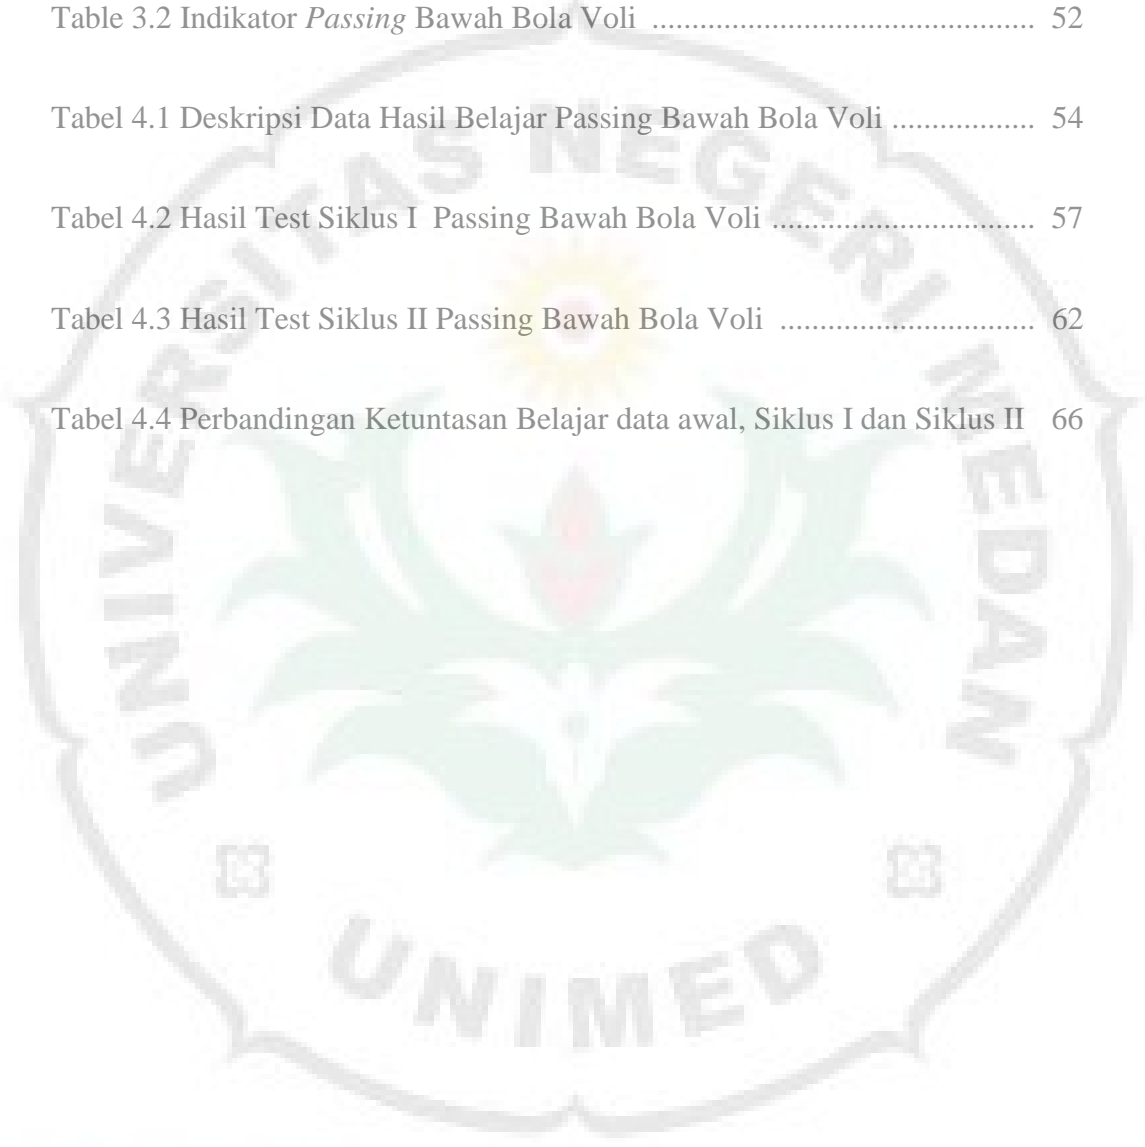 Table 3.2 Indikator Passing Bawah Bola Voli ................................................ 52
Tabel 4.1 Deskripsi Data Hasil Belajar Passing Bawah Bola Voli .................. 54
Tabel 4.2 Hasil Test Siklus I Passing Bawah Bola Voli ................................. 57
Tabel 4.3 Hasil Test Siklus II Passing Bawah Bola Voli ................................ 62
Tabel 4.4 Perbandingan Ketuntasan Belajar data awal, Siklus I dan Siklus II 66
UNIVERSITAS NEGERI MEDAN
UNIMED